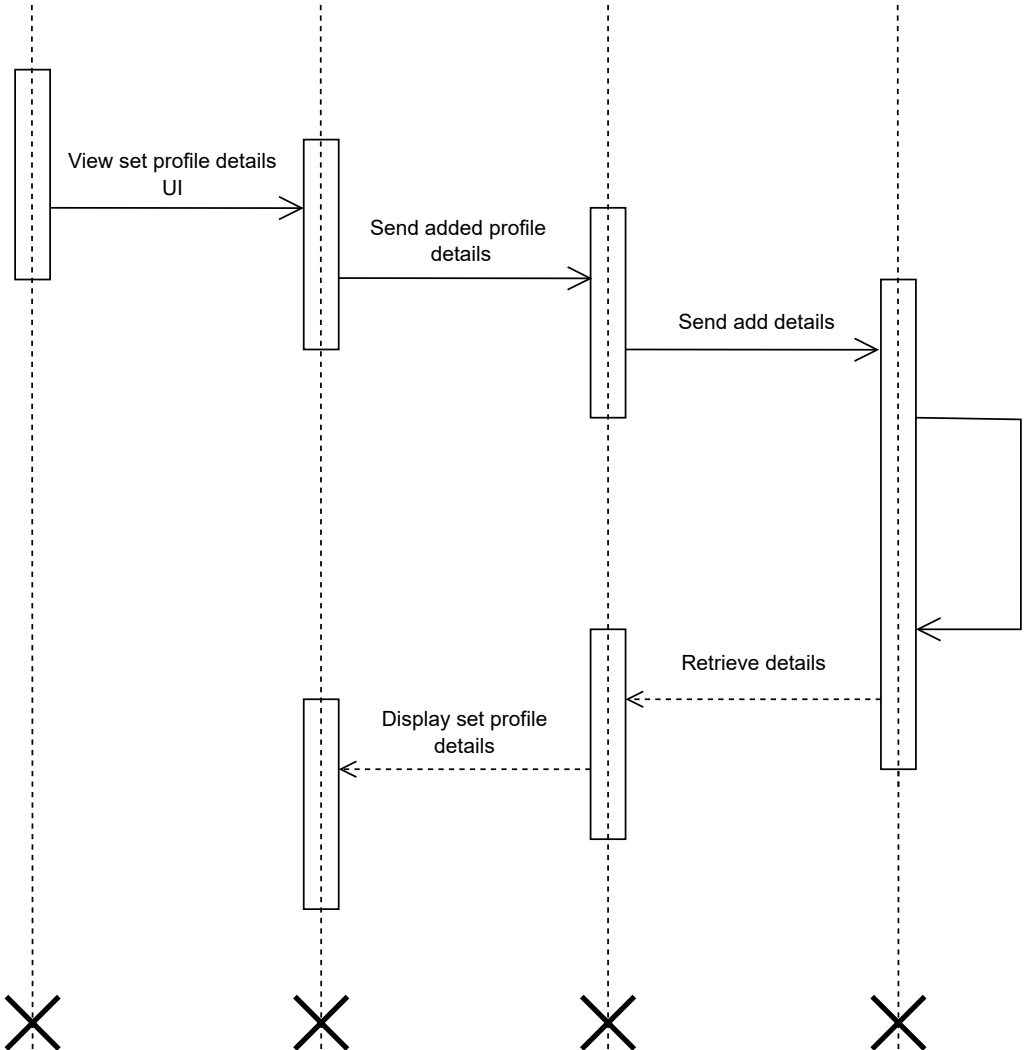 View set profile details
UI
Send added profile
details
Send add details
Retrieve details
Display set profile
details